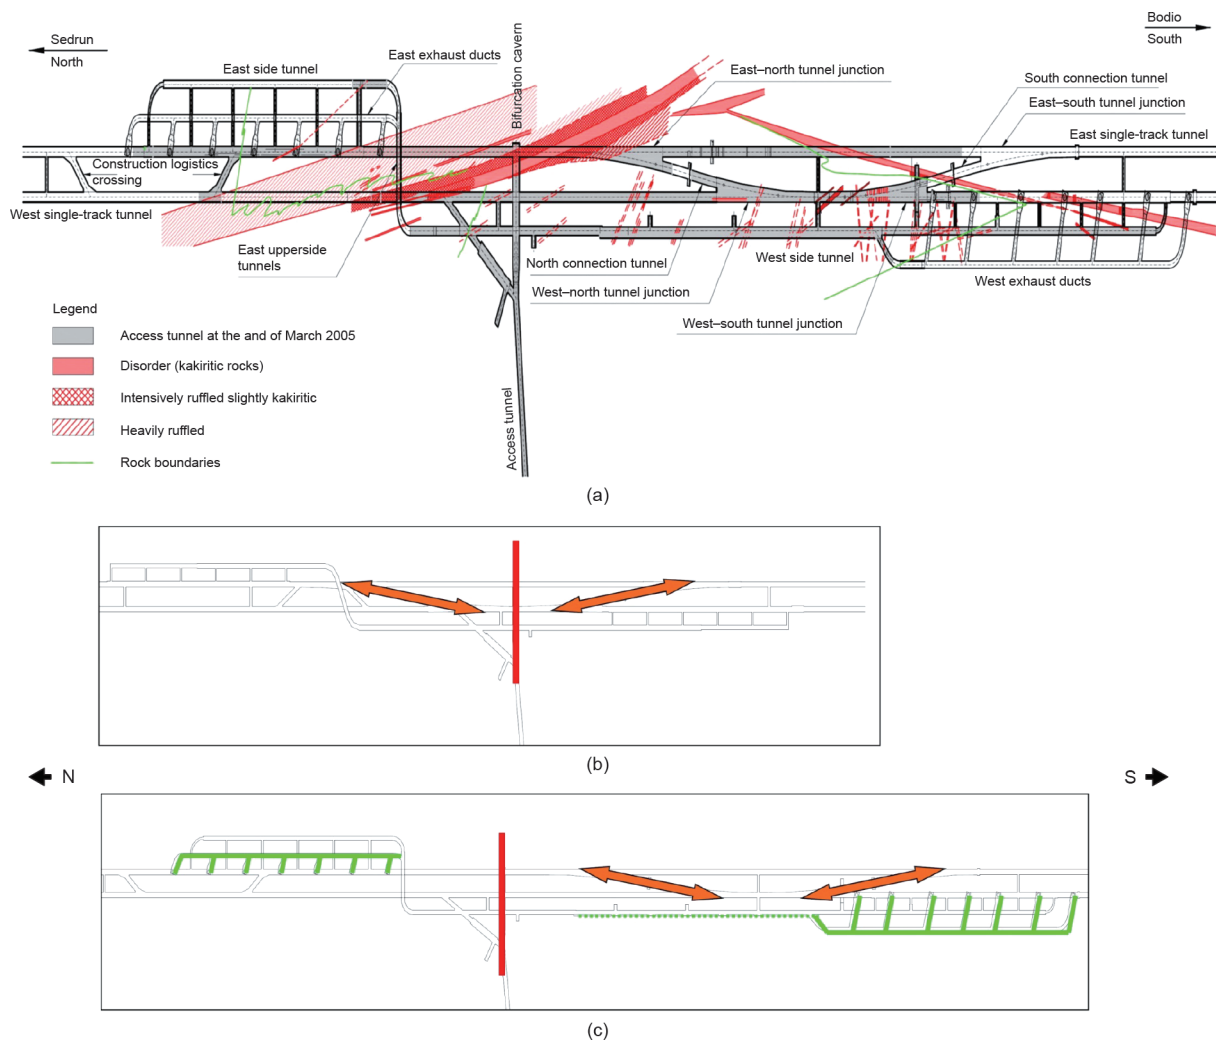 Sedrun
North
Bodio
South
East side tunnel
East exhaust ducts
Bifurcation cavern
East–north tunnel junction
South connection tunnel
East–south tunnel junction
East single-track tunnel
Construction logistics
crossing
West single-track tunnel
East upperside
tunnels
North connection tunnel
West side tunnel
West exhaust ducts
West–north tunnel junction
West–south tunnel junction
Access tunnel
Legend
Access tunnel at the and of March 2005
Disorder (kakiritic rocks)
Intensively ruffled slightly kakiritic
Heavily ruffled
Rock boundaries
(a)
(b)
N
S
(c)